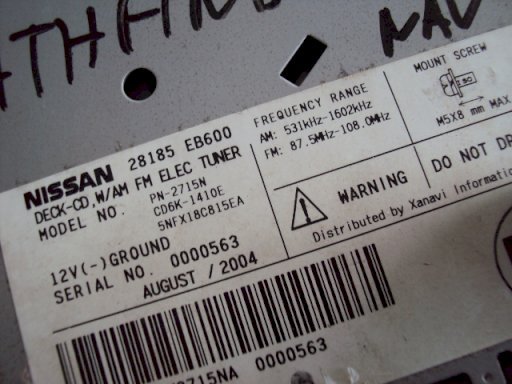 NAV
NISSAN 28185 EB600
DECK-CD, W/AM FM ELEC TUNER
MODEL NO. PN-2715N
CD6K-1410E
5NFX18C815EA
12V(-)GROUND
SERIAL NO. 0000563
AUGUST / 2004
FREQUENCY RANGE
AM: 531kHz-1602kHz
FM: 87.5MHz-108.0MHz
MOUNT SCREW
M5X8 mm MAX
WARNING
DO NOT
Distributed by Xanavi
2715NA 0000563